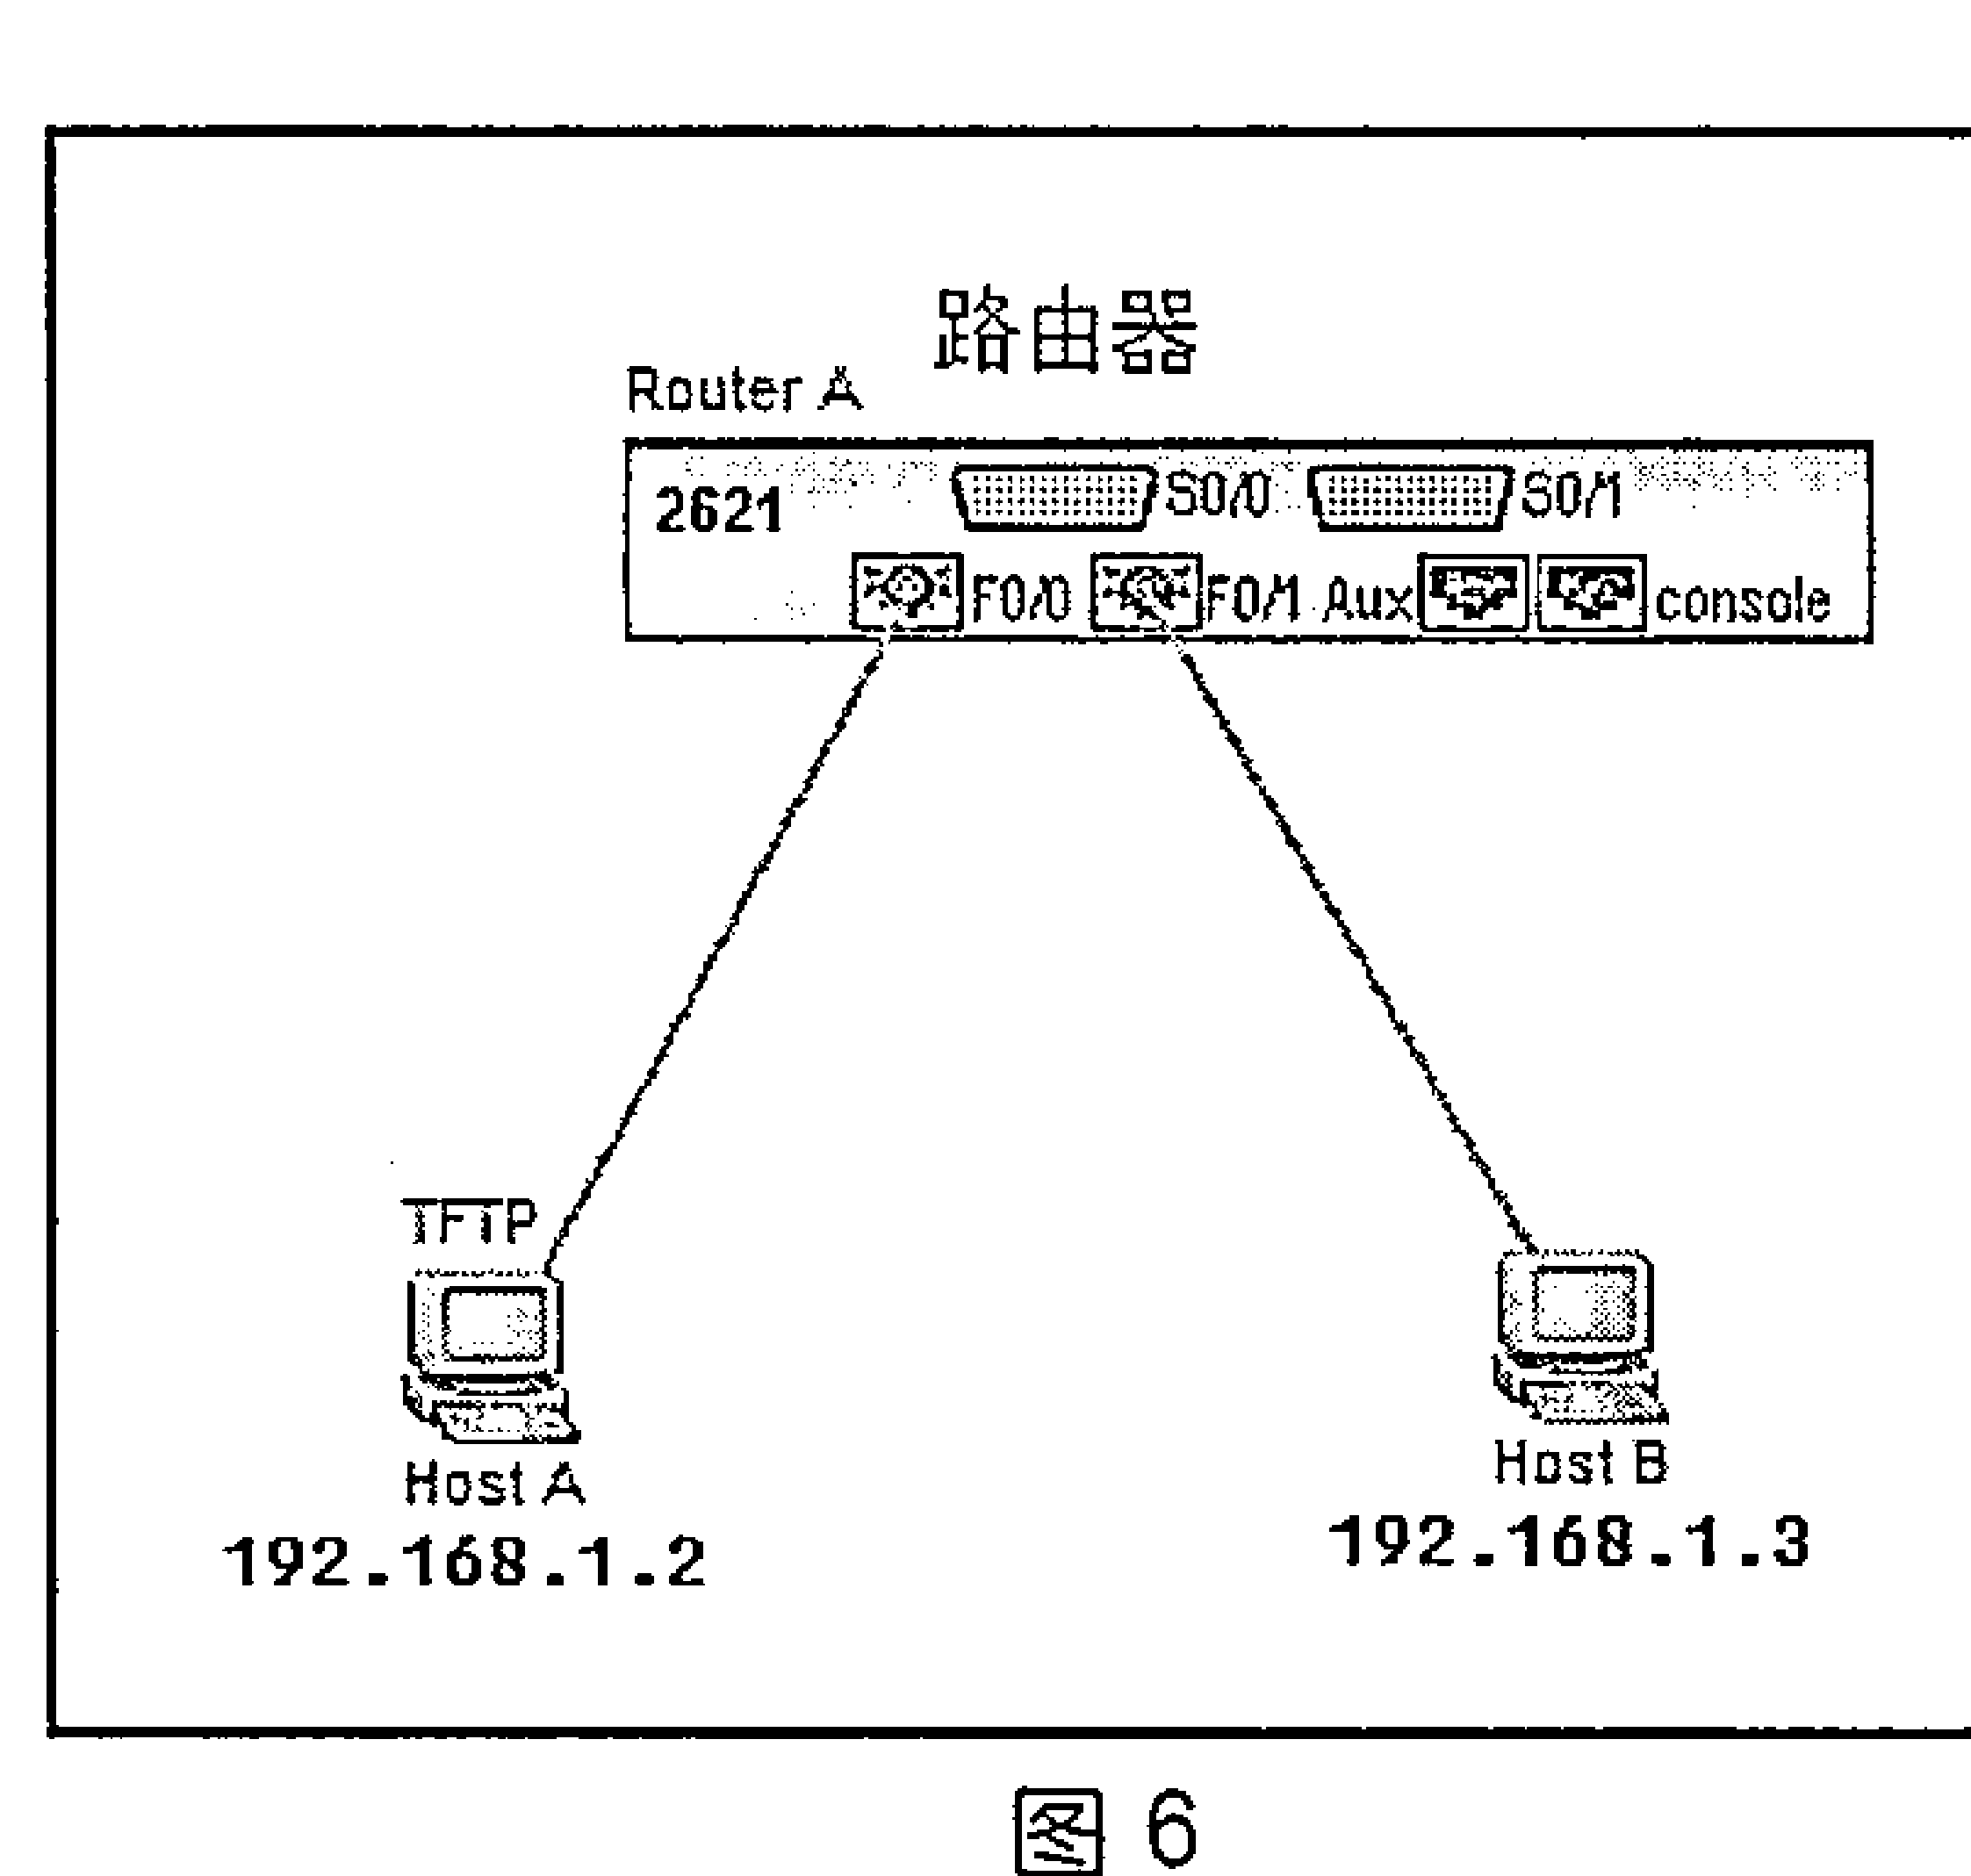 路由器
Router A
2621 S0/0 S0/1
F0/0 F0/1 Aux console
TFTP
Host A
192.168.1.2
Host B
192.168.1.3
图 6